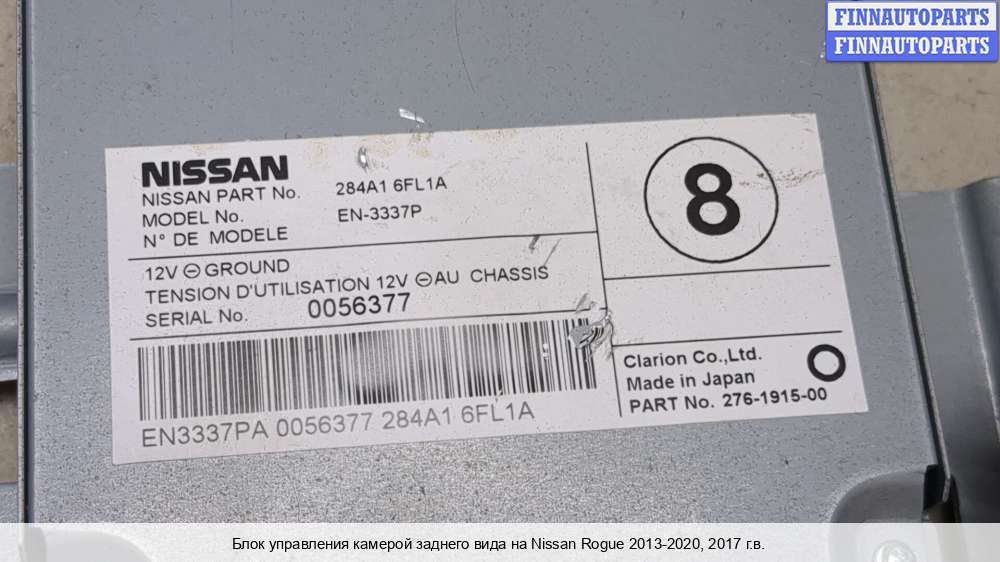 FINNAUTOPARTS
FINNAUTOPARTS
NISSAN
NISSAN PART No. 284A1 6FL1A
MODEL No. EN-3337P
N° DE MODELE
8
12V ⊖ GROUND
TENSION D'UTILISATION 12V ⊖ AU CHASSIS
SERIAL No. 0056377
EN3337PA 0056377 284A1 6FL1A
Clarion Co.,Ltd.
Made in Japan
PART No. 276-1915-00
Блок управления камерой заднего вида на Nissan Rogue 2013-2020, 2017 г.в.